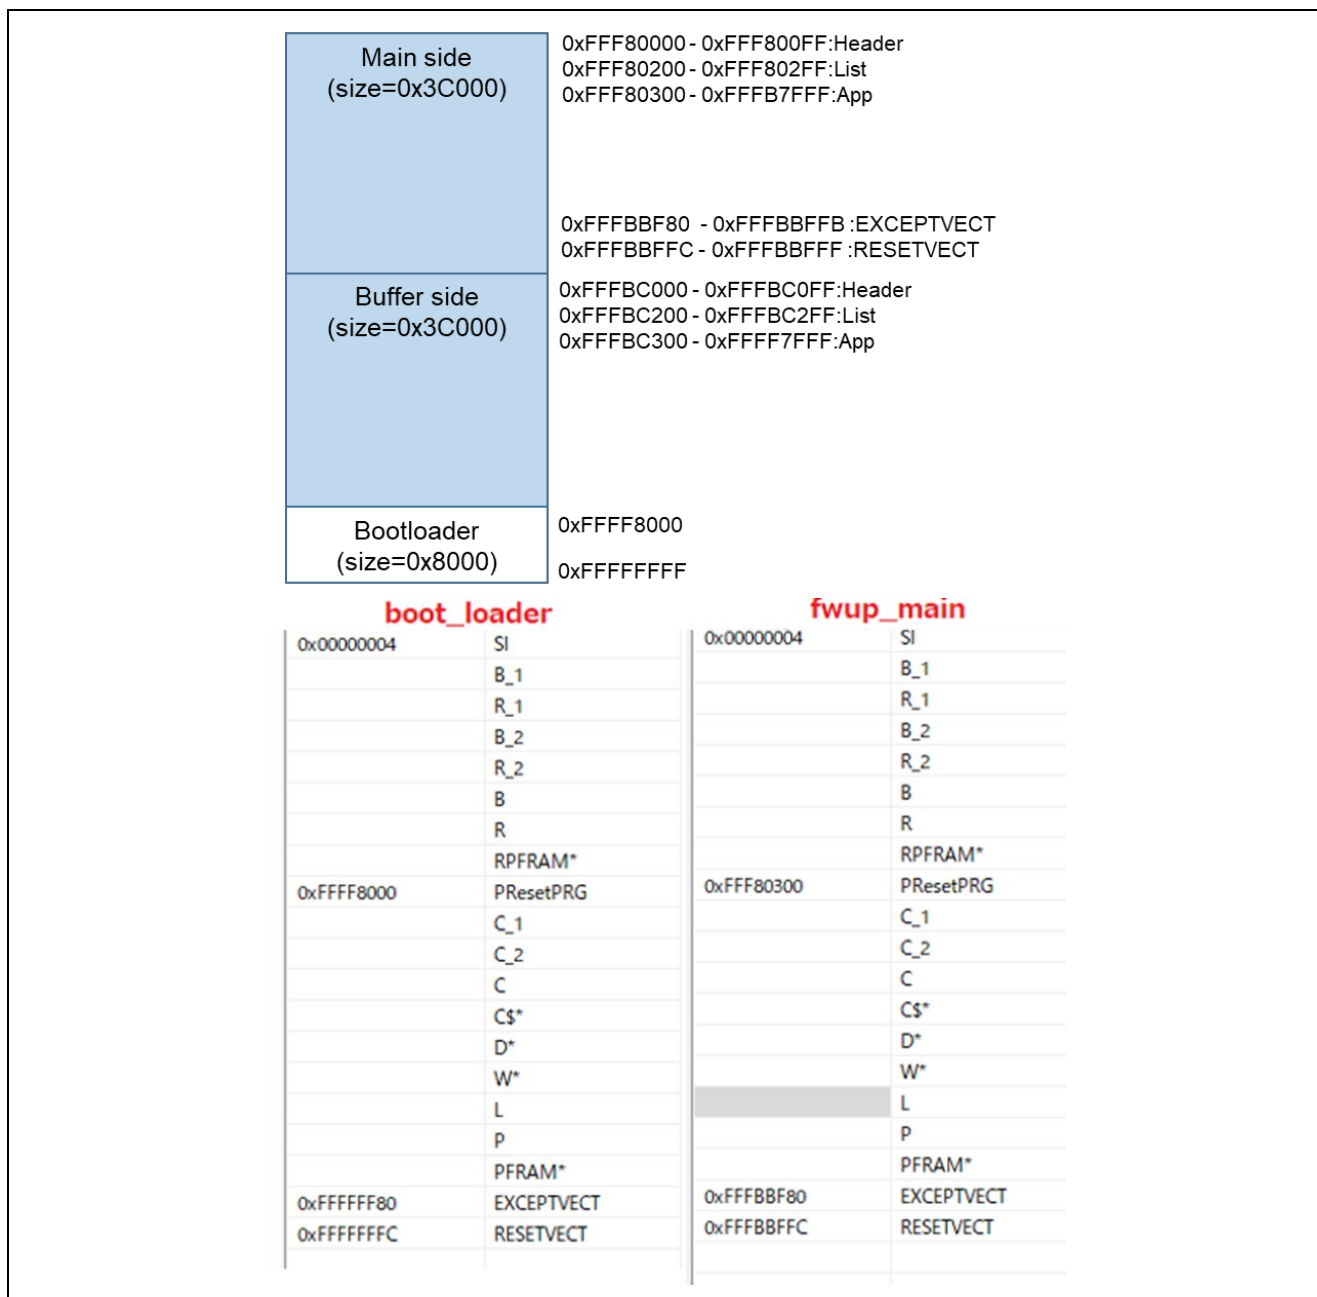 Main side
(size=0x3C000)
0xFFF80000 - 0xFFF800FF:Header
0xFFF80200 - 0xFFF802FF:List
0xFFF80300 - 0xFFFB7FFF:App
0xFFFBBF80 - 0xFFFBBFFB :EXCEPTVECT
0xFFFBBFFC - 0xFFFBBFFF :RESETVECT
Buffer side
(size=0x3C000)
0xFFFBC000 - 0xFFFBC0FF:Header
0xFFFBC200 - 0xFFFBC2FF:List
0xFFFBC300 - 0xFFFF7FFF:App
Bootloader
(size=0x8000)
0xFFFF8000
0xFFFFFFFF
boot_loader
0x00000004 SI
B_1
R_1
B_2
R_2
B
R
RPFRAM*
0xFFFF8000 PResetPRG
C_1
C_2
C
C$*
D*
W*
L
P
PFRAM*
0xFFFFFF80 EXCEPTVECT
0xFFFFFFFC RESETVECT
fwup_main
0x00000004 SI
B_1
R_1
B_2
R_2
B
R
RPFRAM*
0xFFF80300 PResetPRG
C_1
C_2
C
C$*
D*
W*
L
P
PFRAM*
0xFFFBBF80 EXCEPTVECT
0xFFFBBFFC RESETVECT